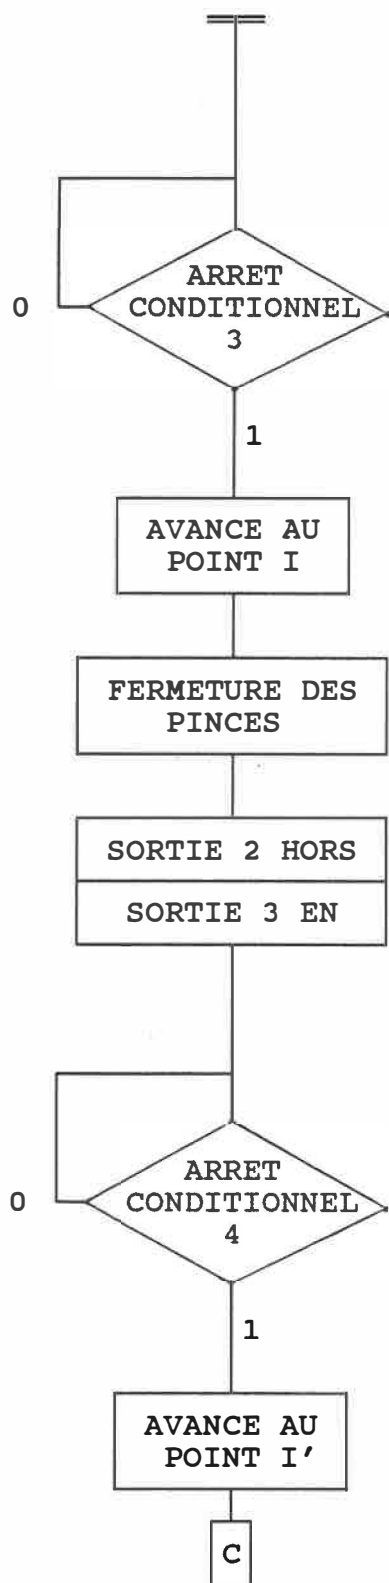 ARRET
0 CONDITIONNEL
3
1
AVANCE AU
POINT I
FERMETURE DES
PINCES
SORTIE 2 HORS
SORTIE 3 EN
ARRET
0 CONDITIONNEL
4
1
AVANCE AU
POINT I'
C